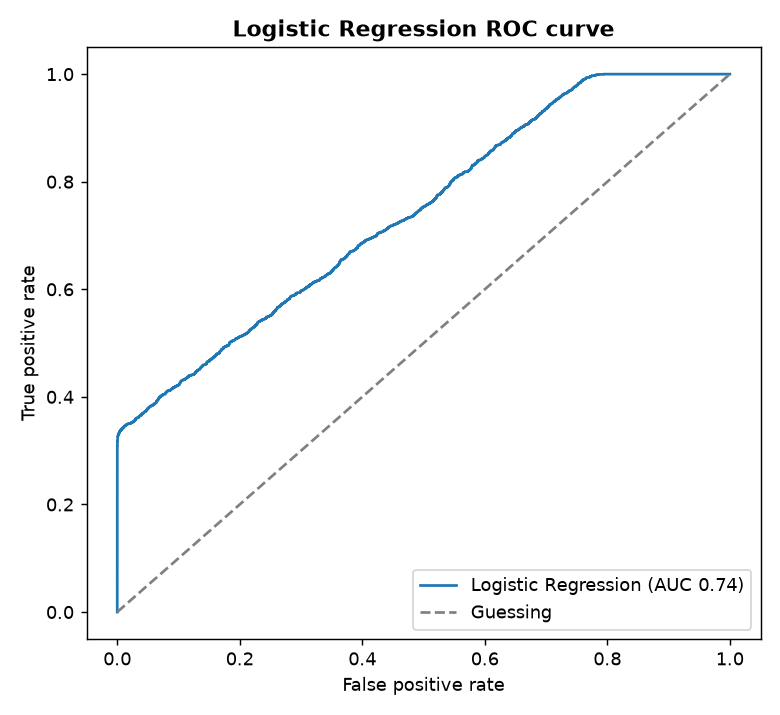 Logistic Regression ROC curve
True positive rate
1.0
0.8
0.6
0.4
0.2
0.0
0.0 0.2 0.4 0.6 0.8 1.0
False positive rate
Logistic Regression (AUC 0.74)
Guessing